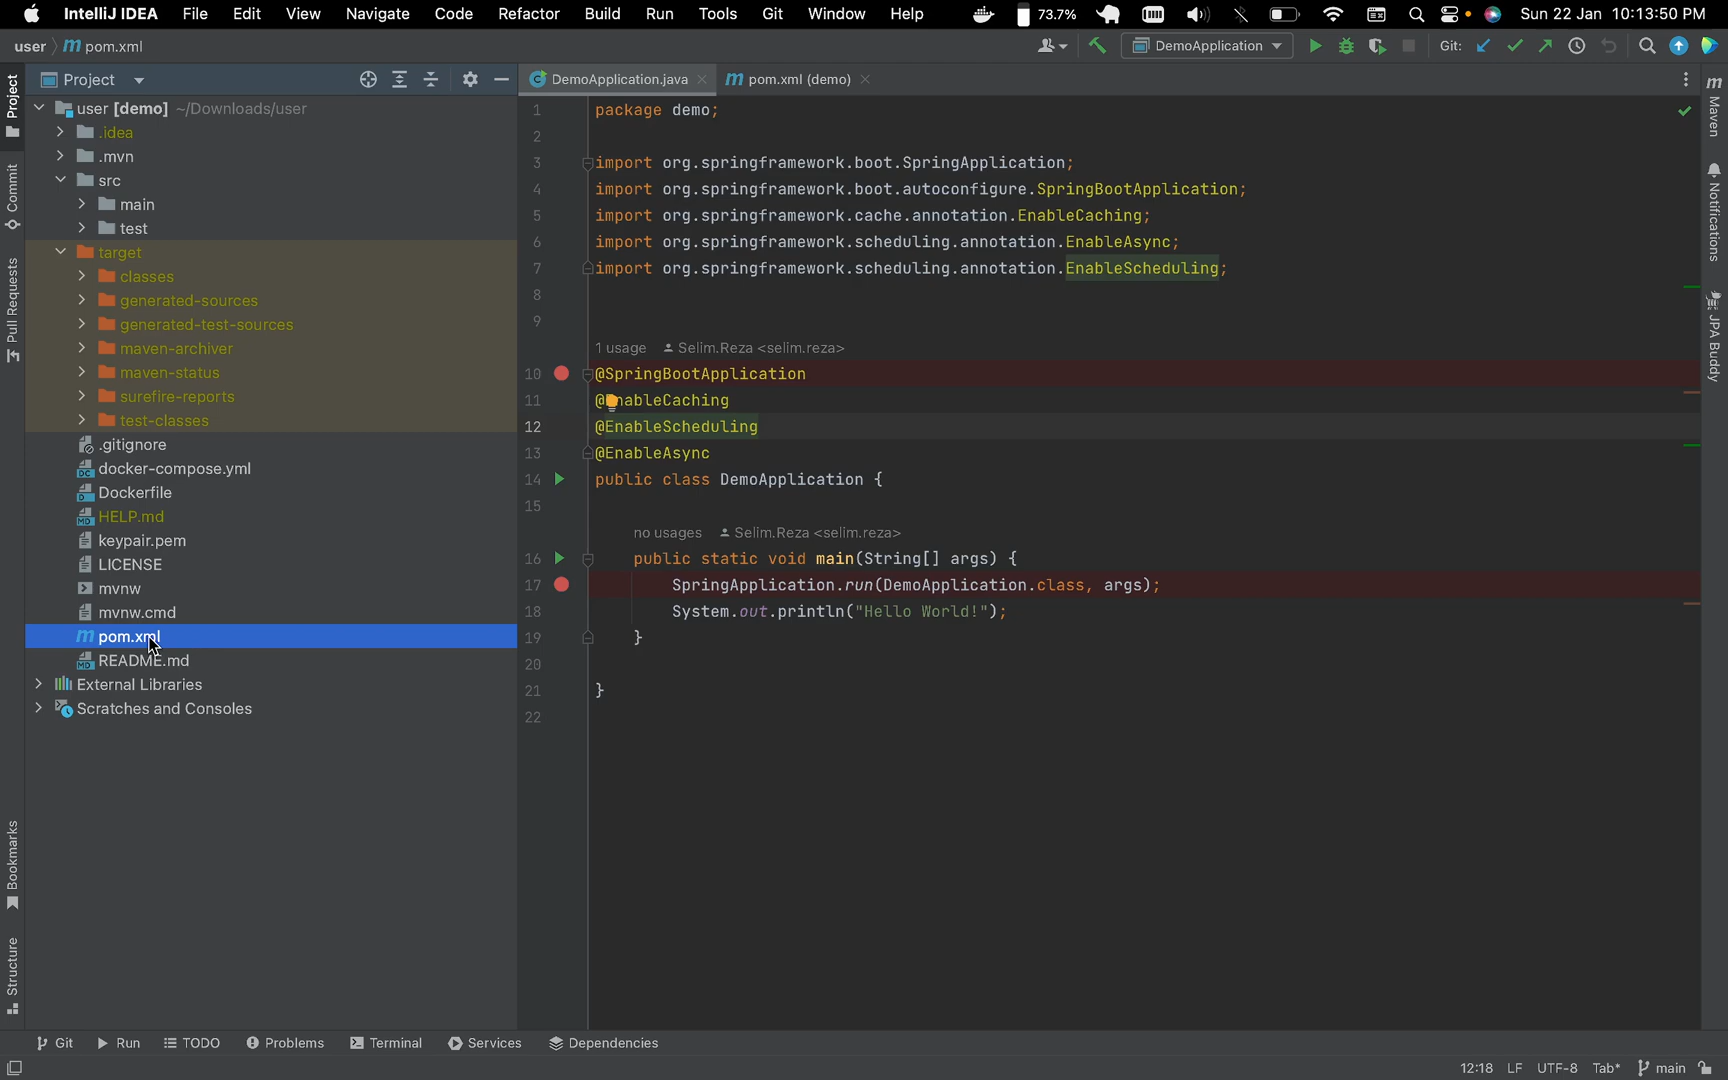 IntelliJ IDEA File Edit View Navigate Code Refactor Build Run Tools Git Window Help 73.7% Sun 22 Jan 10:13:50 PM
user m pom.xml DemoApplication Git:
Project
DemoApplication.java m pom.xml (demo)
user [demo] ~/Downloads/user
.idea
.mvn
src
main
test
target
classes
generated-sources
generated-test-sources
maven-archiver
maven-status
surefire-reports
test-classes
.gitignore
DC docker-compose.yml
D Dockerfile
MD HELP.md
keypair.pem
LICENSE
mvnw
mvnw.cmd
m pom.xml
MD README.md
External Libraries
Scratches and Consoles
1 package demo;
2
3 import org.springframework.boot.SpringApplication;
4 import org.springframework.boot.autoconfigure.SpringBootApplication;
5 import org.springframework.cache.annotation.EnableCaching;
6 import org.springframework.scheduling.annotation.EnableAsync;
7 import org.springframework.scheduling.annotation.EnableScheduling;
8
9
1 usage Selim.Reza <selim.reza>
10 @SpringBootApplication
11 @EnableCaching
12 @EnableScheduling
13 @EnableAsync
14 public class DemoApplication {
15
no usages Selim.Reza <selim.reza>
16 public static void main(String[] args) {
17 SpringApplication.run(DemoApplication.class, args);
18 System.out.println("Hello World!");
19 }
20
21 }
22
Project
Commit
Pull Requests
Bookmarks
Structure
m Maven
Notifications
JPA Buddy
Git Run TODO Problems Terminal Services Dependencies
12:18 LF UTF-8 Tab* main